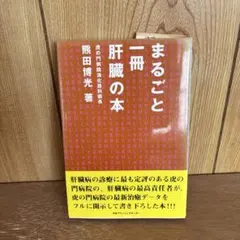 まるごと
一冊
肝臓の本
虎の門病院消化器科部長
熊田博光 著
肝臓病の診療に最も定評のある虎の
門病院の、肝臓病の最高責任者が、
虎の門病院の最新治療データを
フルに開示して書き下ろした本!!!